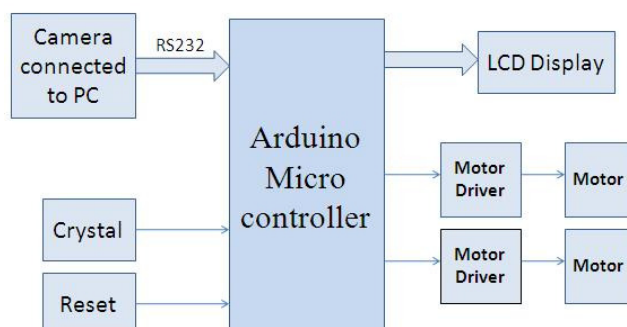 Camera
connected
to PC
RS232
LCD Display
Arduino
Micro
controller
Motor
Driver
Motor
Crystal
Motor
Driver
Motor
Reset